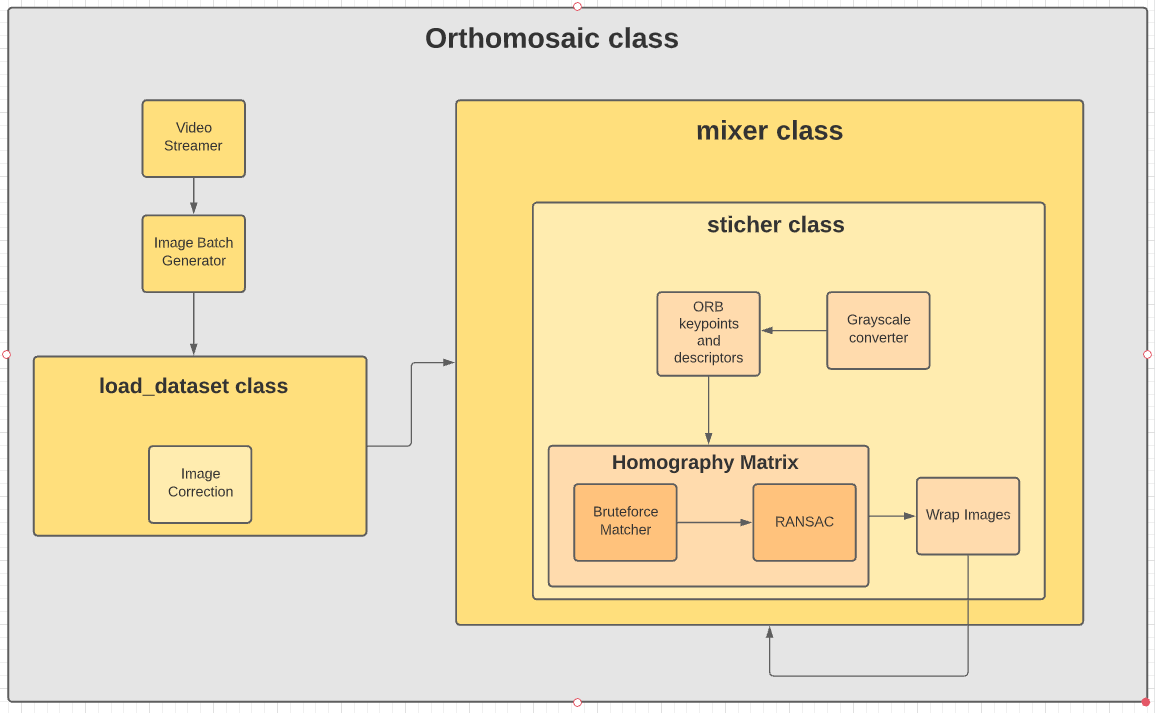 Orthomosaic class
Video
Streamer
Image Batch
Generator
load_dataset class
Image
Correction
mixer class
sticher class
ORB
keypoints
and
descriptors
Grayscale
converter
Homography Matrix
Bruteforce
Matcher
RANSAC
Wrap Images